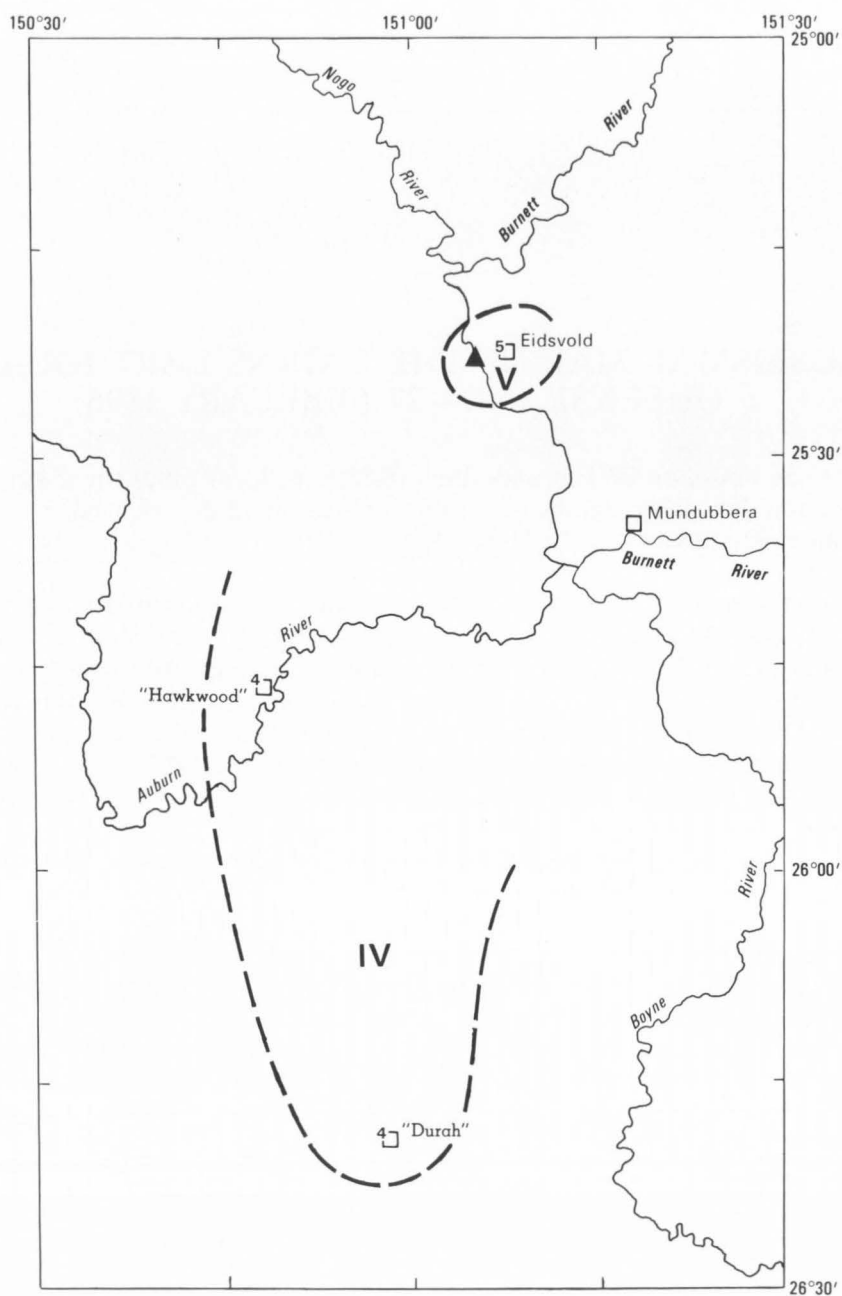 150°30′
151°00′
151°30′
25°00′
Nogo
River
River
Burnett
5
Eidsvold
V
25°30′
Mundubbera
Burnett
River
River
4
"Hawkwood"
Auburn
26°00′
River
IV
Boyne
4
"Durah"
26°30′